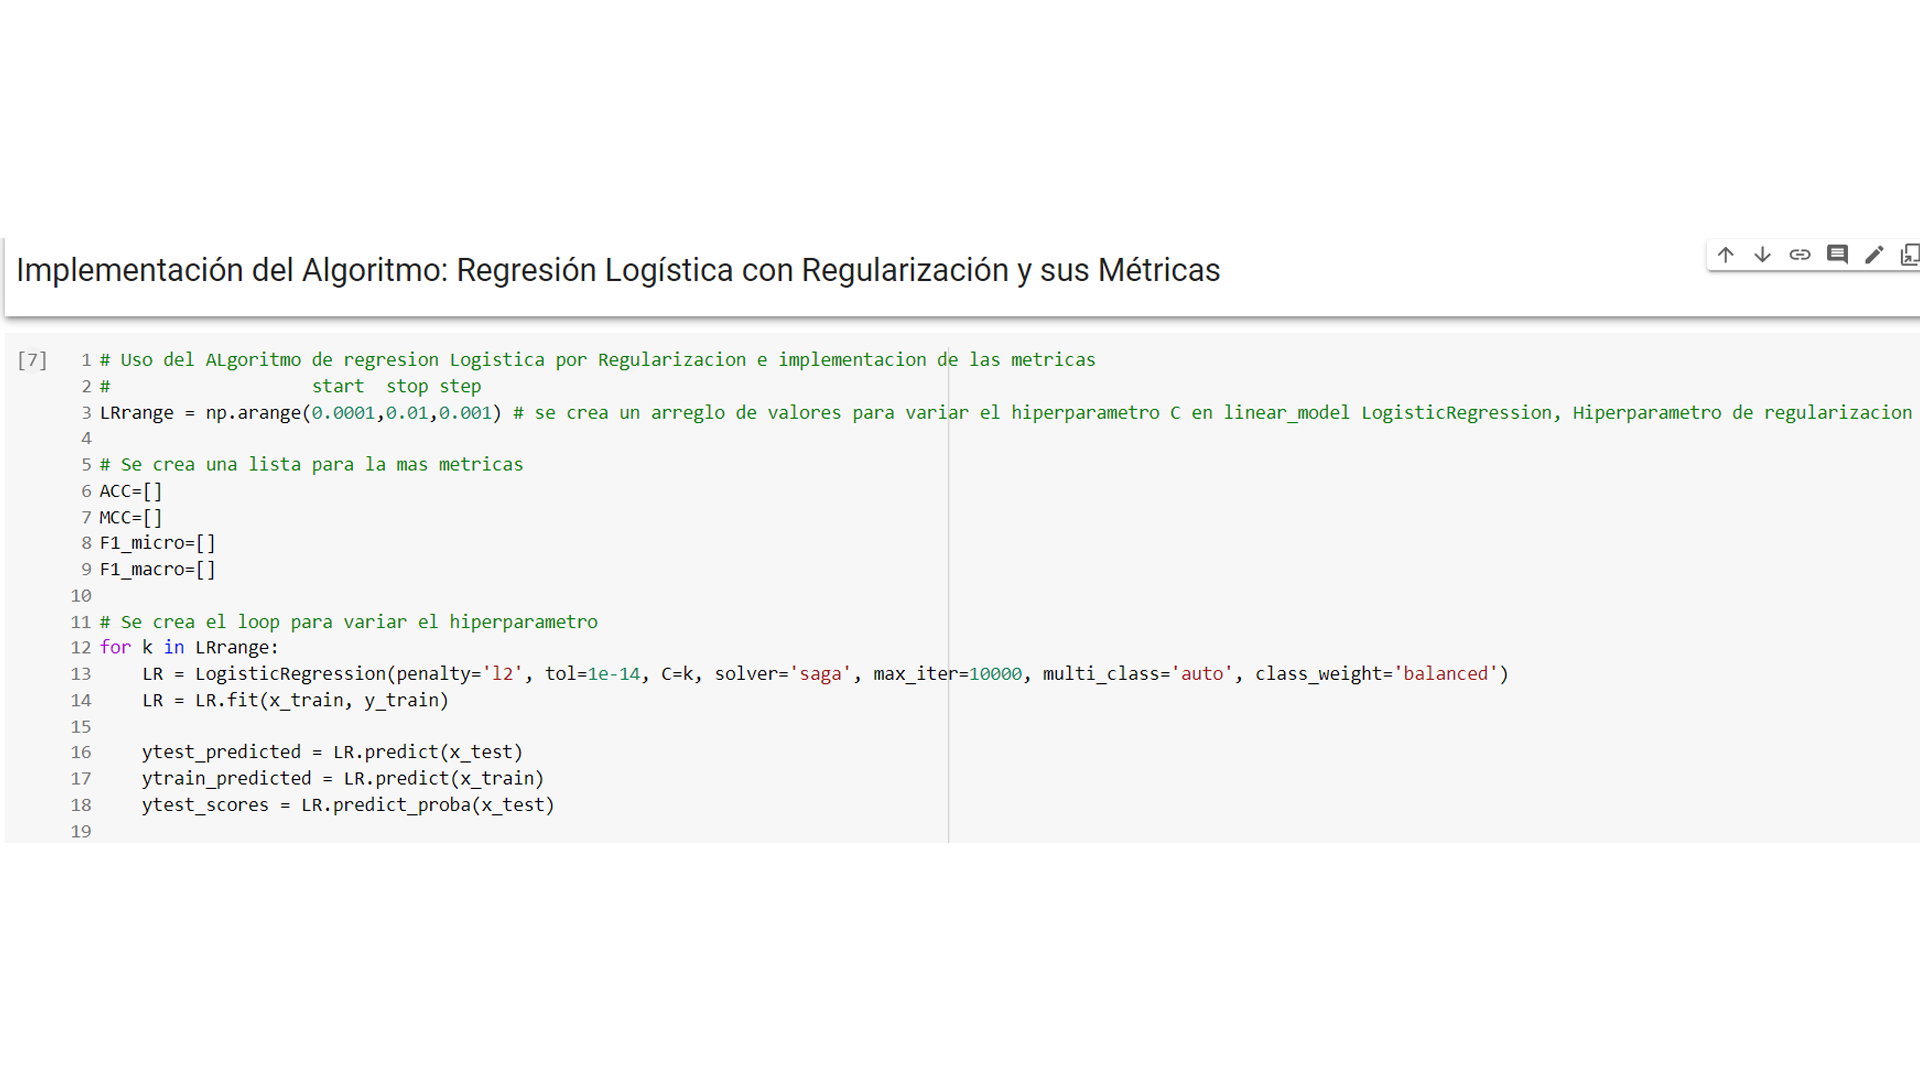 Implementación del Algoritmo: Regresión Logística con Regularización y sus Métricas
[7]
1 # Uso del ALgoritmo de regresion Logistica por Regularizacion e implementacion de las metricas
2 #                   start  stop step
3 LRrange = np.arange(0.0001,0.01,0.001) # se crea un arreglo de valores para variar el hiperparametro C en linear_model LogisticRegression, Hiperparametro de regularizacion
4
5 # Se crea una lista para la mas metricas
6 ACC=[]
7 MCC=[]
8 F1_micro=[]
9 F1_macro=[]
10
11 # Se crea el loop para variar el hiperparametro
12 for k in LRrange:
13     LR = LogisticRegression(penalty='l2', tol=1e-14, C=k, solver='saga', max_iter=10000, multi_class='auto', class_weight='balanced')
14     LR = LR.fit(x_train, y_train)
15
16     ytest_predicted = LR.predict(x_test)
17     ytrain_predicted = LR.predict(x_train)
18     ytest_scores = LR.predict_proba(x_test)
19